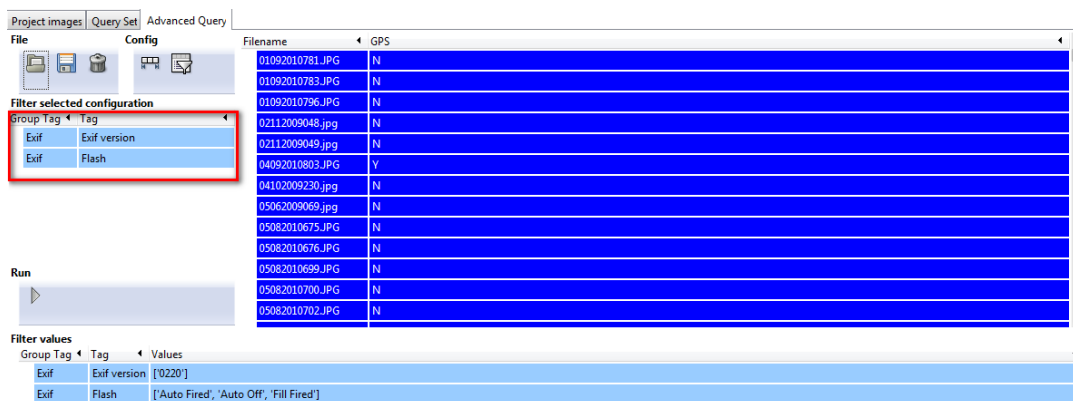 Project images Query Set Advanced Query
File Config
Filter selected configuration
Group Tag Tag
Exif Exif version
Exif Flash
Run
Filename GPS
01092010781.JPG N
01092010783.JPG N
01092010796.JPG N
02112009048.jpg N
02112009049.jpg N
04092010803.JPG Y
04102009230.jpg N
05062009069.jpg N
05082010675.JPG N
05082010676.JPG N
05082010699.JPG N
05082010700.JPG N
05082010702.JPG N
Filter values
Group Tag Tag Values
Exif Exif version ['0220']
Exif Flash ['Auto Fired', 'Auto Off', 'Fill Fired']